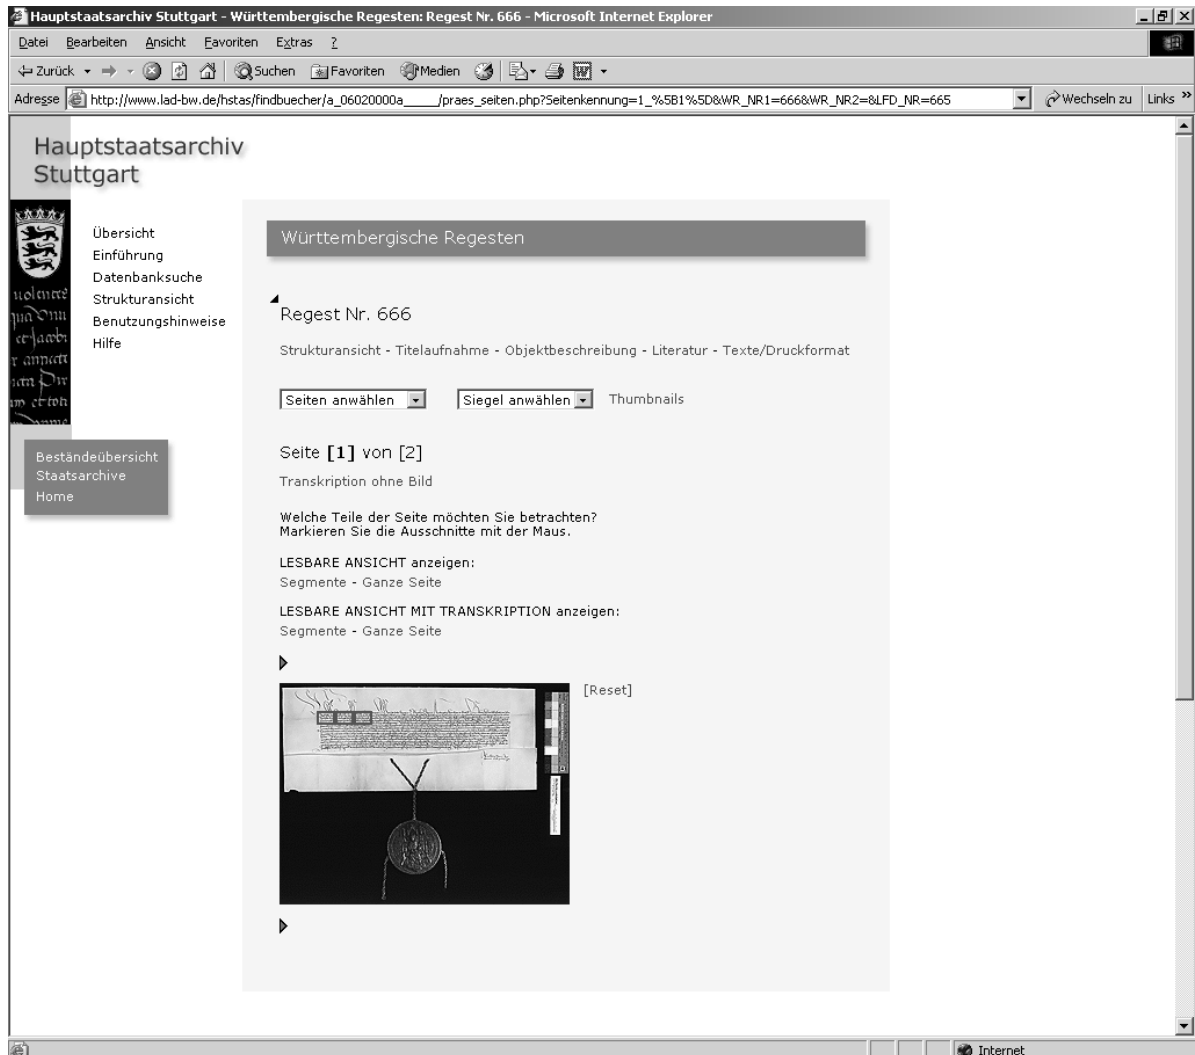 Hauptstaatsarchiv Stuttgart - Württembergische Regesten: Regest Nr. 666 - Microsoft Internet Explorer
Datei Bearbeiten Ansicht Favoriten Extras ?
Zurück Suchen Favoriten Medien
Adresse http://www.lad-bw.de/hstas/findbuecher/a_06020000a_____/praes_seiten.php?Seitenkennung=1_%5B1%5D&WR_NR1=666&WR_NR2=&LFD_NR=665 Wechseln zu Links »
Hauptstaatsarchiv
Stuttgart
Übersicht
Einführung
Datenbanksuche
Strukturansicht
Benutzungshinweise
Hilfe
Beständeübersicht
Staatsarchive
Home
Württembergische Regesten
Regest Nr. 666
Strukturansicht - Titelaufnahme - Objektbeschreibung - Literatur - Texte/Druckformat
Seiten anwählen Siegel anwählen Thumbnails
Seite [1] von [2]
Transkription ohne Bild
Welche Teile der Seite möchten Sie betrachten?
Markieren Sie die Ausschnitte mit der Maus.
LESBARE ANSICHT anzeigen:
Segmente - Ganze Seite
LESBARE ANSICHT MIT TRANSKRIPTION anzeigen:
Segmente - Ganze Seite
[Reset]
Internet